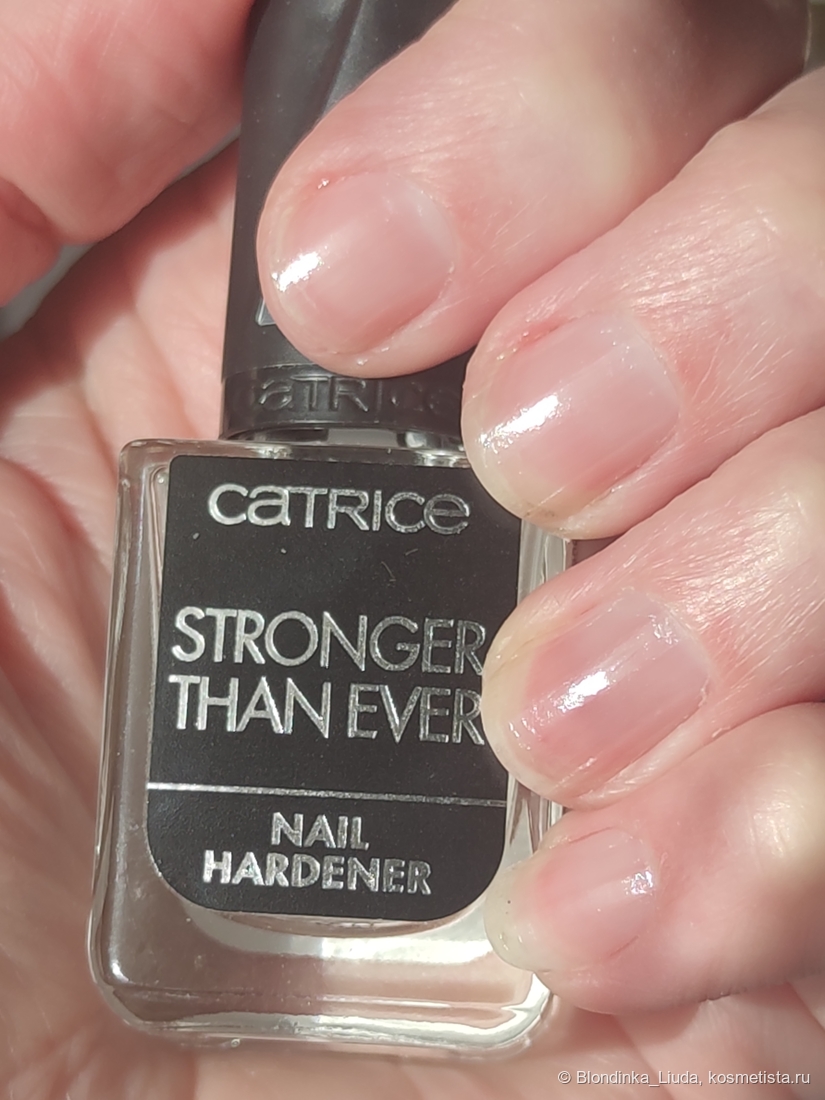 CATRICE
CATRICE
STRONGER
THAN EVER
NAIL
HARDENER
© Blondinka_Liuda, kosmetista.ru